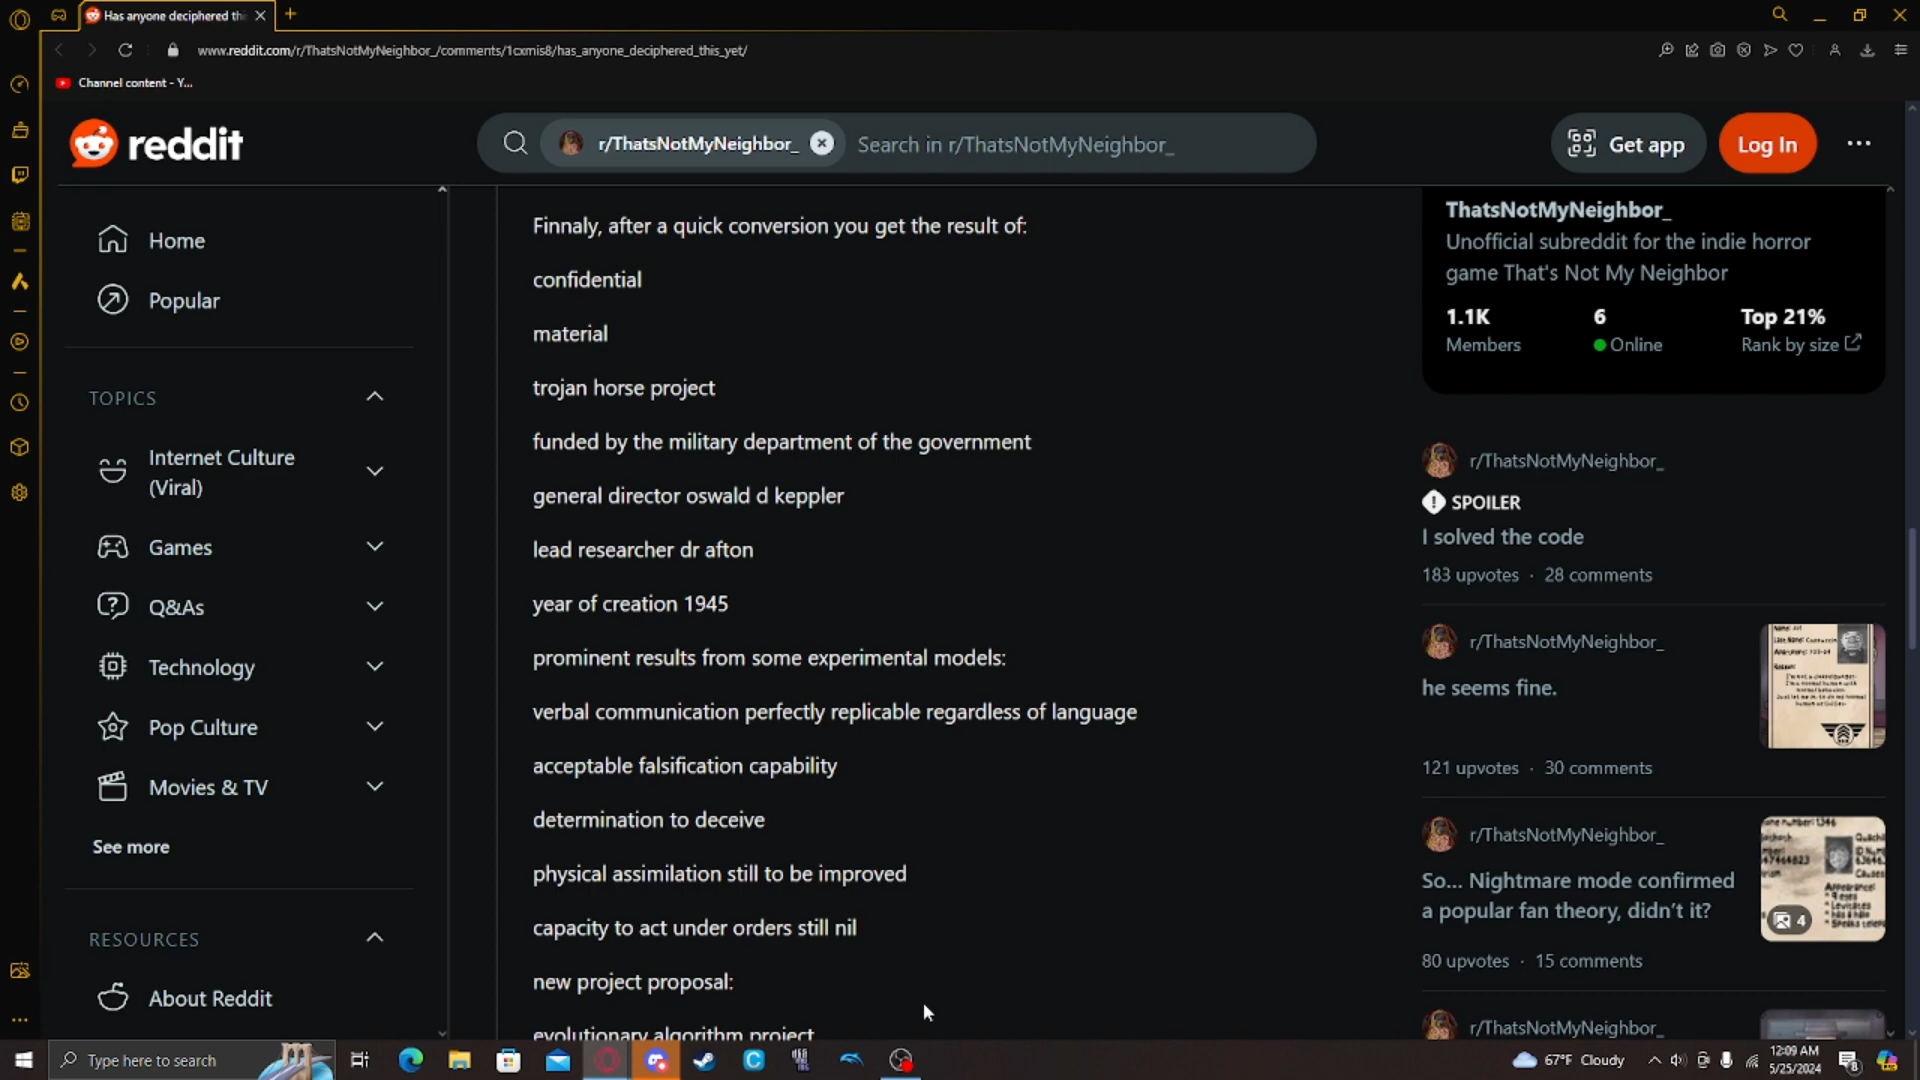 Has anyone deciphered thi
www.reddit.com/r/ThatsNotMyNeighbor_/comments/1cxmis8/has_anyone_deciphered_this_yet/
Channel content - Y...
reddit
r/ThatsNotMyNeighbor_
Search in r/ThatsNotMyNeighbor_
Get app
Log In
Home
Popular
TOPICS
Internet Culture
(Viral)
Games
Q&As
Technology
Pop Culture
Movies & TV
See more
RESOURCES
About Reddit
Finnaly, after a quick conversion you get the result of:
confidential
material
trojan horse project
funded by the military department of the government
general director oswald d keppler
lead researcher dr afton
year of creation 1945
prominent results from some experimental models:
verbal communication perfectly replicable regardless of language
acceptable falsification capability
determination to deceive
physical assimilation still to be improved
capacity to act under orders still nil
new project proposal:
evolutionary algorithm project
ThatsNotMyNeighbor_
Unofficial subreddit for the indie horror
game That's Not My Neighbor
1.1K 6 Top 21%
Members Online Rank by size
r/ThatsNotMyNeighbor_
SPOILER
I solved the code
183 upvotes · 28 comments
r/ThatsNotMyNeighbor_
he seems fine.
121 upvotes · 30 comments
r/ThatsNotMyNeighbor_
So... Nightmare mode confirmed
a popular fan theory, didn't it?
4
80 upvotes · 15 comments
r/ThatsNotMyNeighbor_
Type here to search
67°F Cloudy
12:09 AM
5/25/2024
8